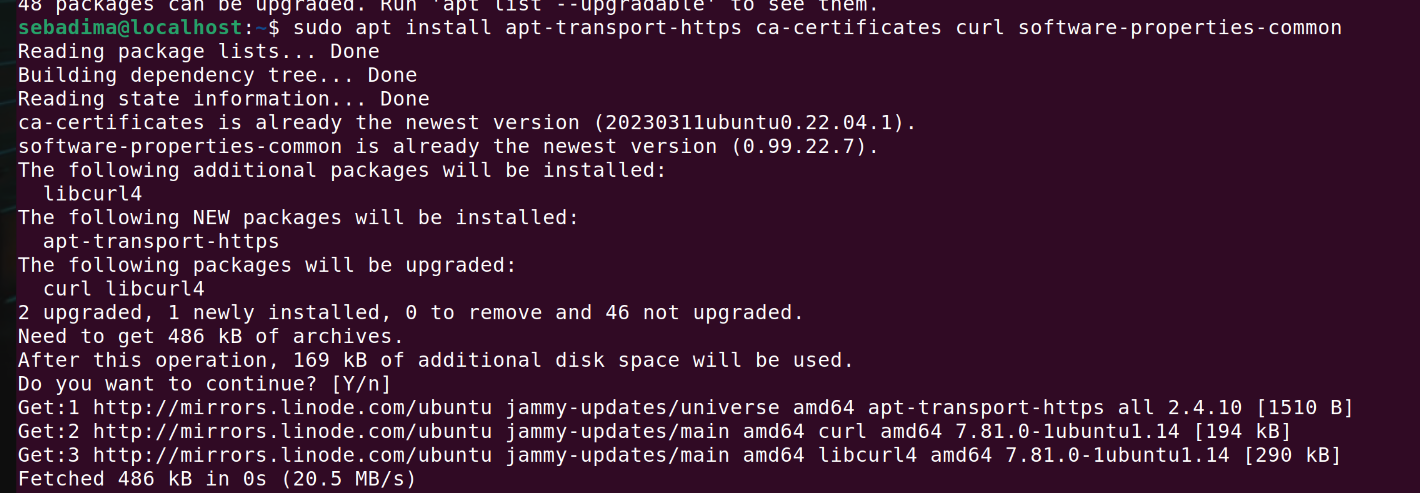 48 packages can be upgraded. Run 'apt list --upgradable' to see them.
sebadima@localhost:~$ sudo apt install apt-transport-https ca-certificates curl software-properties-common
Reading package lists... Done
Building dependency tree... Done
Reading state information... Done
ca-certificates is already the newest version (20230311ubuntu0.22.04.1).
software-properties-common is already the newest version (0.99.22.7).
The following additional packages will be installed:
  libcurl4
The following NEW packages will be installed:
  apt-transport-https
The following packages will be upgraded:
  curl libcurl4
2 upgraded, 1 newly installed, 0 to remove and 46 not upgraded.
Need to get 486 kB of archives.
After this operation, 169 kB of additional disk space will be used.
Do you want to continue? [Y/n]
Get:1 http://mirrors.linode.com/ubuntu jammy-updates/universe amd64 apt-transport-https all 2.4.10 [1510 B]
Get:2 http://mirrors.linode.com/ubuntu jammy-updates/main amd64 curl amd64 7.81.0-1ubuntu1.14 [194 kB]
Get:3 http://mirrors.linode.com/ubuntu jammy-updates/main amd64 libcurl4 amd64 7.81.0-1ubuntu1.14 [290 kB]
Fetched 486 kB in 0s (20.5 MB/s)